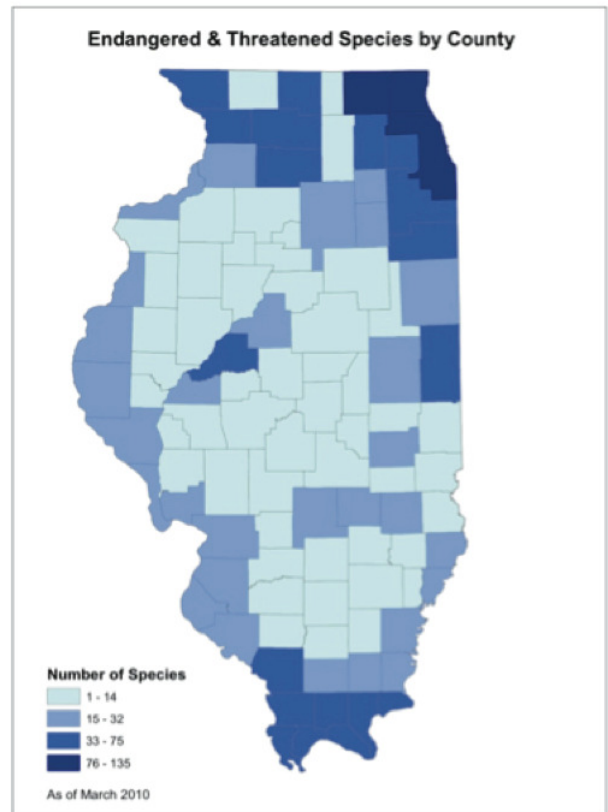 Endangered & Threatened Species by County
Number of Species
1 - 14
15 - 32
33 - 75
76 - 135
As of March 2010